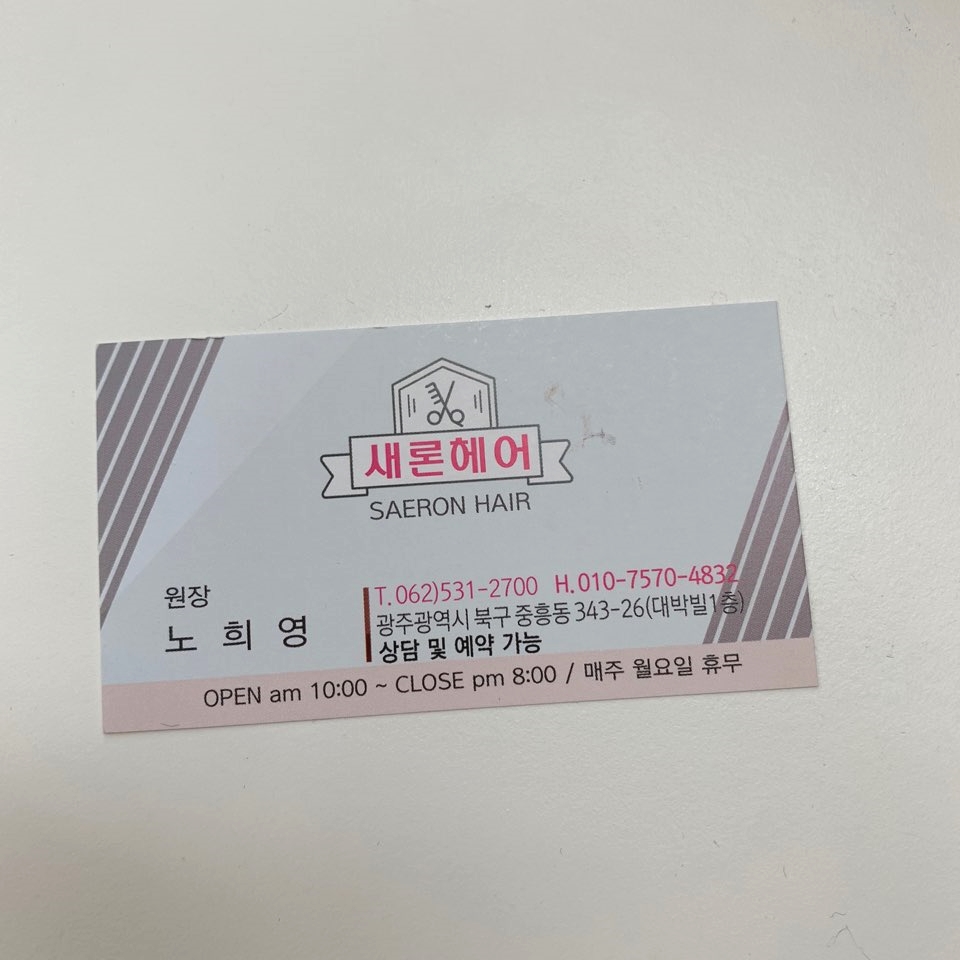 새론헤어
SAERON HAIR
원장
노 희 영
T.062)531-2700 H.010-7570-4832
광주광역시 북구 중흥동 343-26(대박빌1층)
상담 및 예약 가능
OPEN am 10:00 ~ CLOSE pm 8:00 / 매주 월요일 휴무